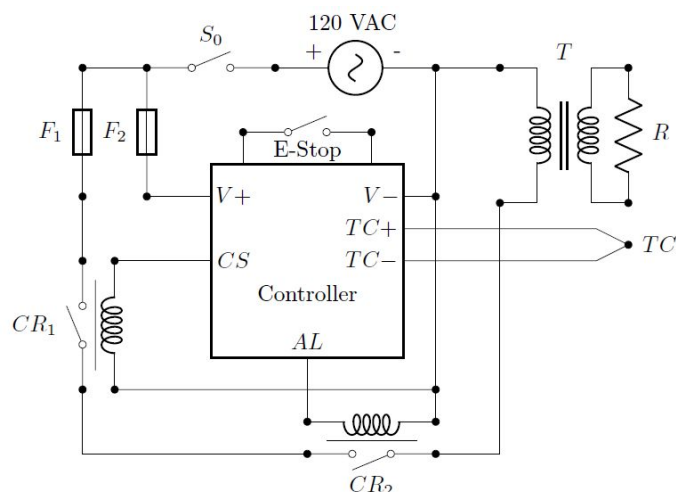 120 VAC
S₀
+
-
T
F₁
F₂
R
E-Stop
V+
V−
TC+
CS
TC−
TC
Controller
CR₁
AL
CR₂